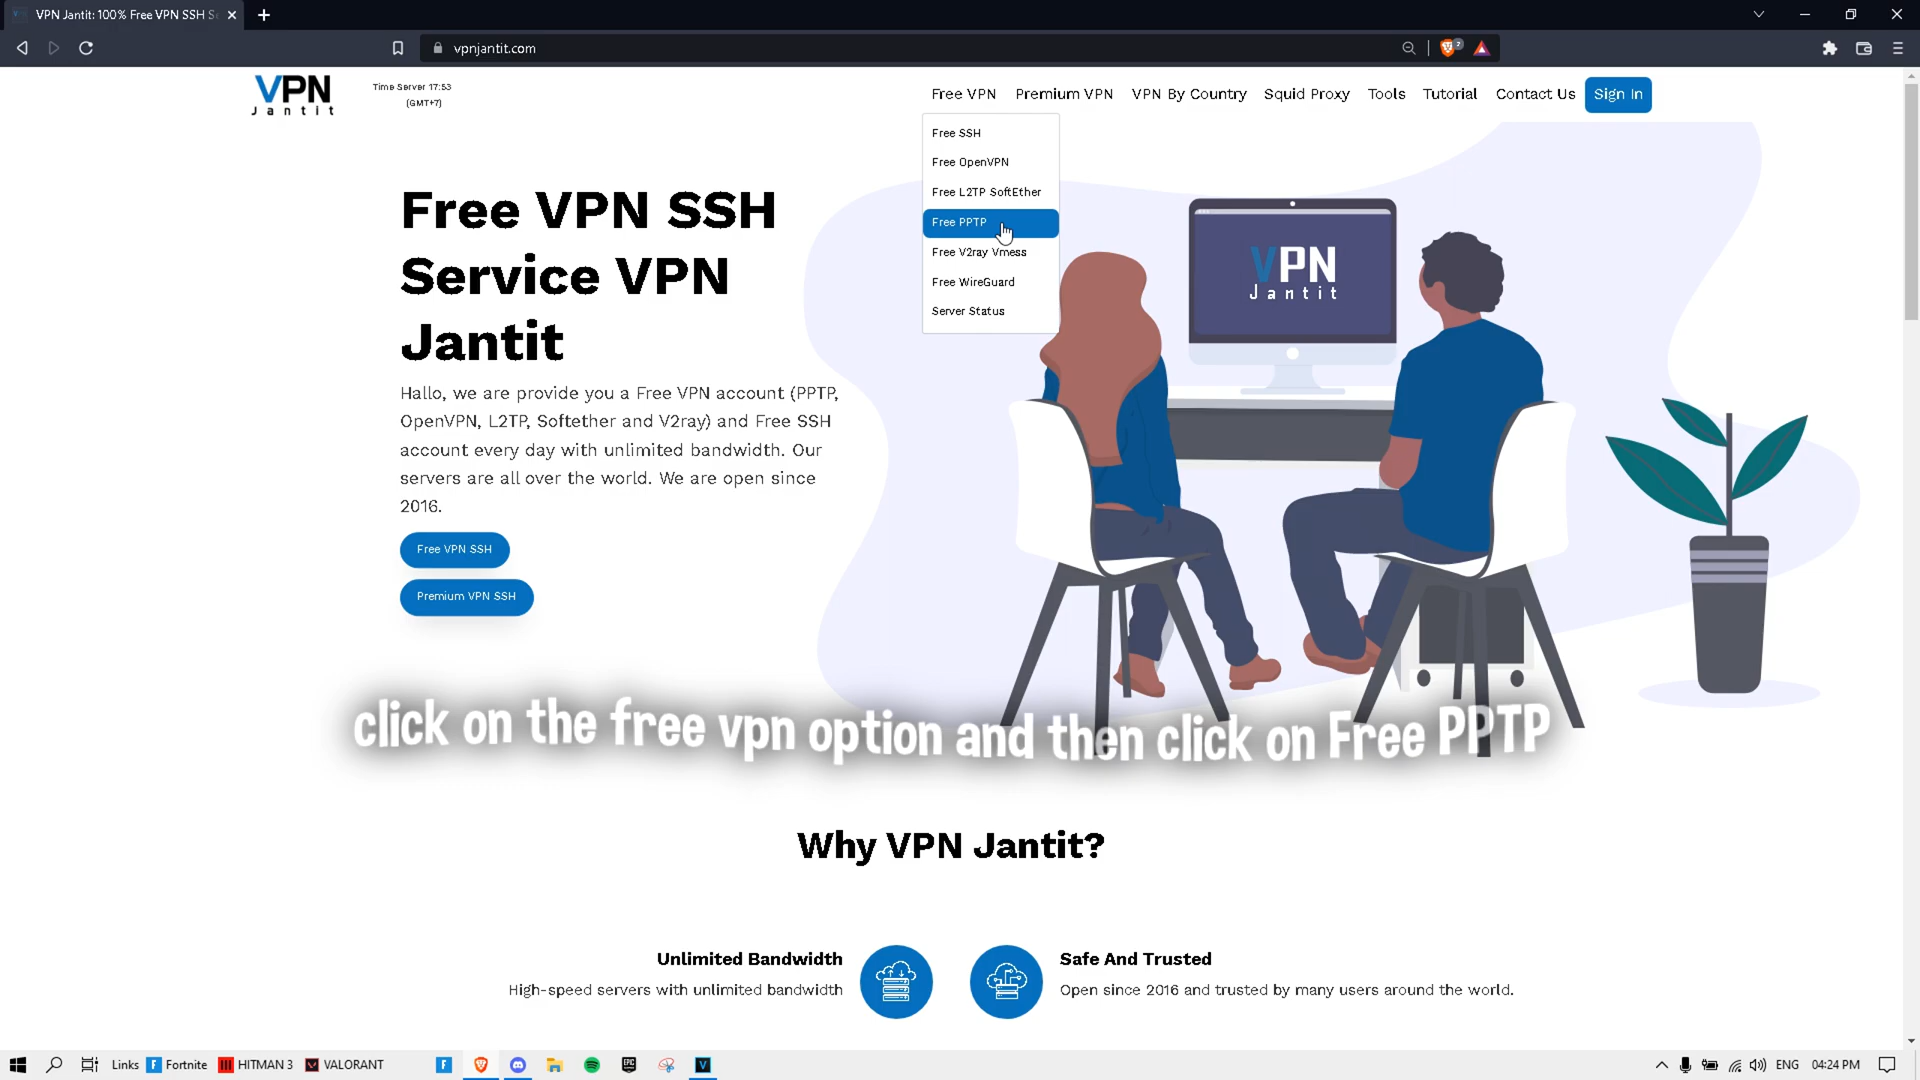 VPN Jantit: 100% Free VPN SSH S
vpnjantit.com
2
VPN
Jantit
Time Server 17:53
(GMT+7)
Free VPN
Premium VPN
VPN By Country
Squid Proxy
Tools
Tutorial
Contact Us
Sign In
Free SSH
Free OpenVPN
Free L2TP SoftEther
Free PPTP
Free V2ray Vmess
Free WireGuard
Server Status
Free VPN SSH
Service VPN
Jantit
Hallo, we are provide you a Free VPN account (PPTP,
OpenVPN, L2TP, Softether and V2ray) and Free SSH
account every day with unlimited bandwidth. Our
servers are all over the world. We are open since
2016.
Free VPN SSH
Premium VPN SSH
VPN
Jantit
click on the free vpn option and then click on Free PPTP
Why VPN Jantit?
Unlimited Bandwidth
High-speed servers with unlimited bandwidth
Safe And Trusted
Open since 2016 and trusted by many users around the world.
Links
Fortnite
HITMAN 3
VALORANT
ENG
04:24 PM